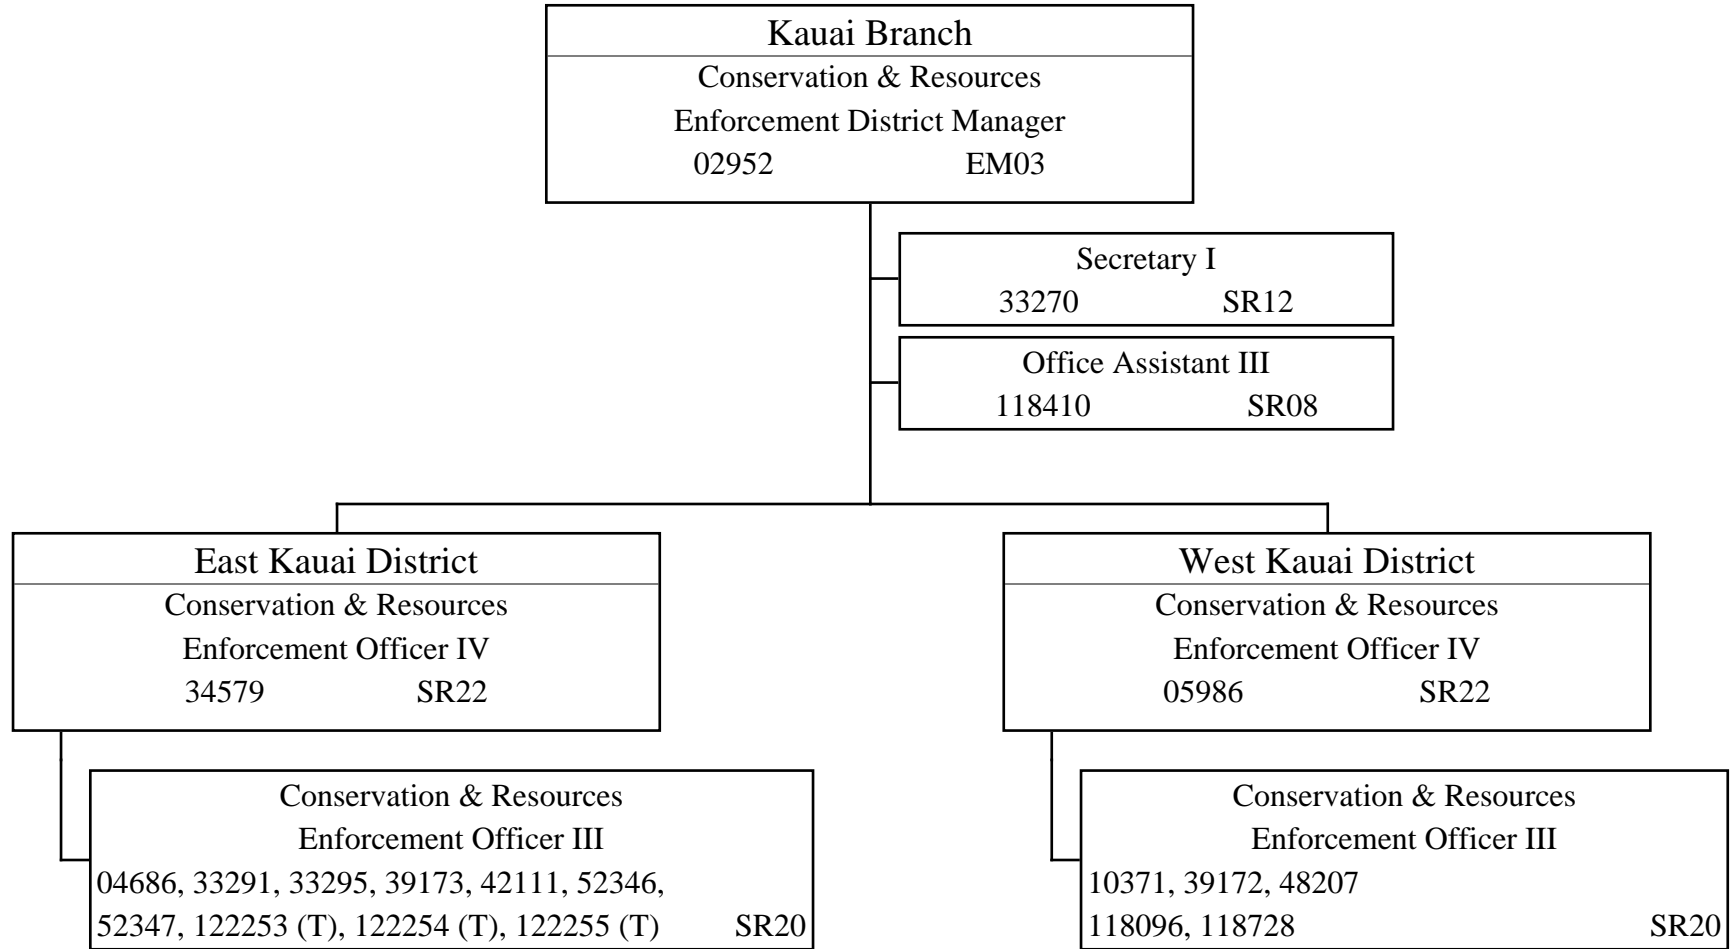 Kauai Branch
Conservation & Resources
Enforcement District Manager
02952 EM03
Secretary I
33270 SR12
Office Assistant III
118410 SR08
East Kauai District
Conservation & Resources
Enforcement Officer IV
34579 SR22
West Kauai District
Conservation & Resources
Enforcement Officer IV
05986 SR22
Conservation & Resources
Enforcement Officer III
04686, 33291, 33295, 39173, 42111, 52346,
52347, 122253 (T), 122254 (T), 122255 (T) SR20
Conservation & Resources
Enforcement Officer III
10371, 39172, 48207
118096, 118728 SR20